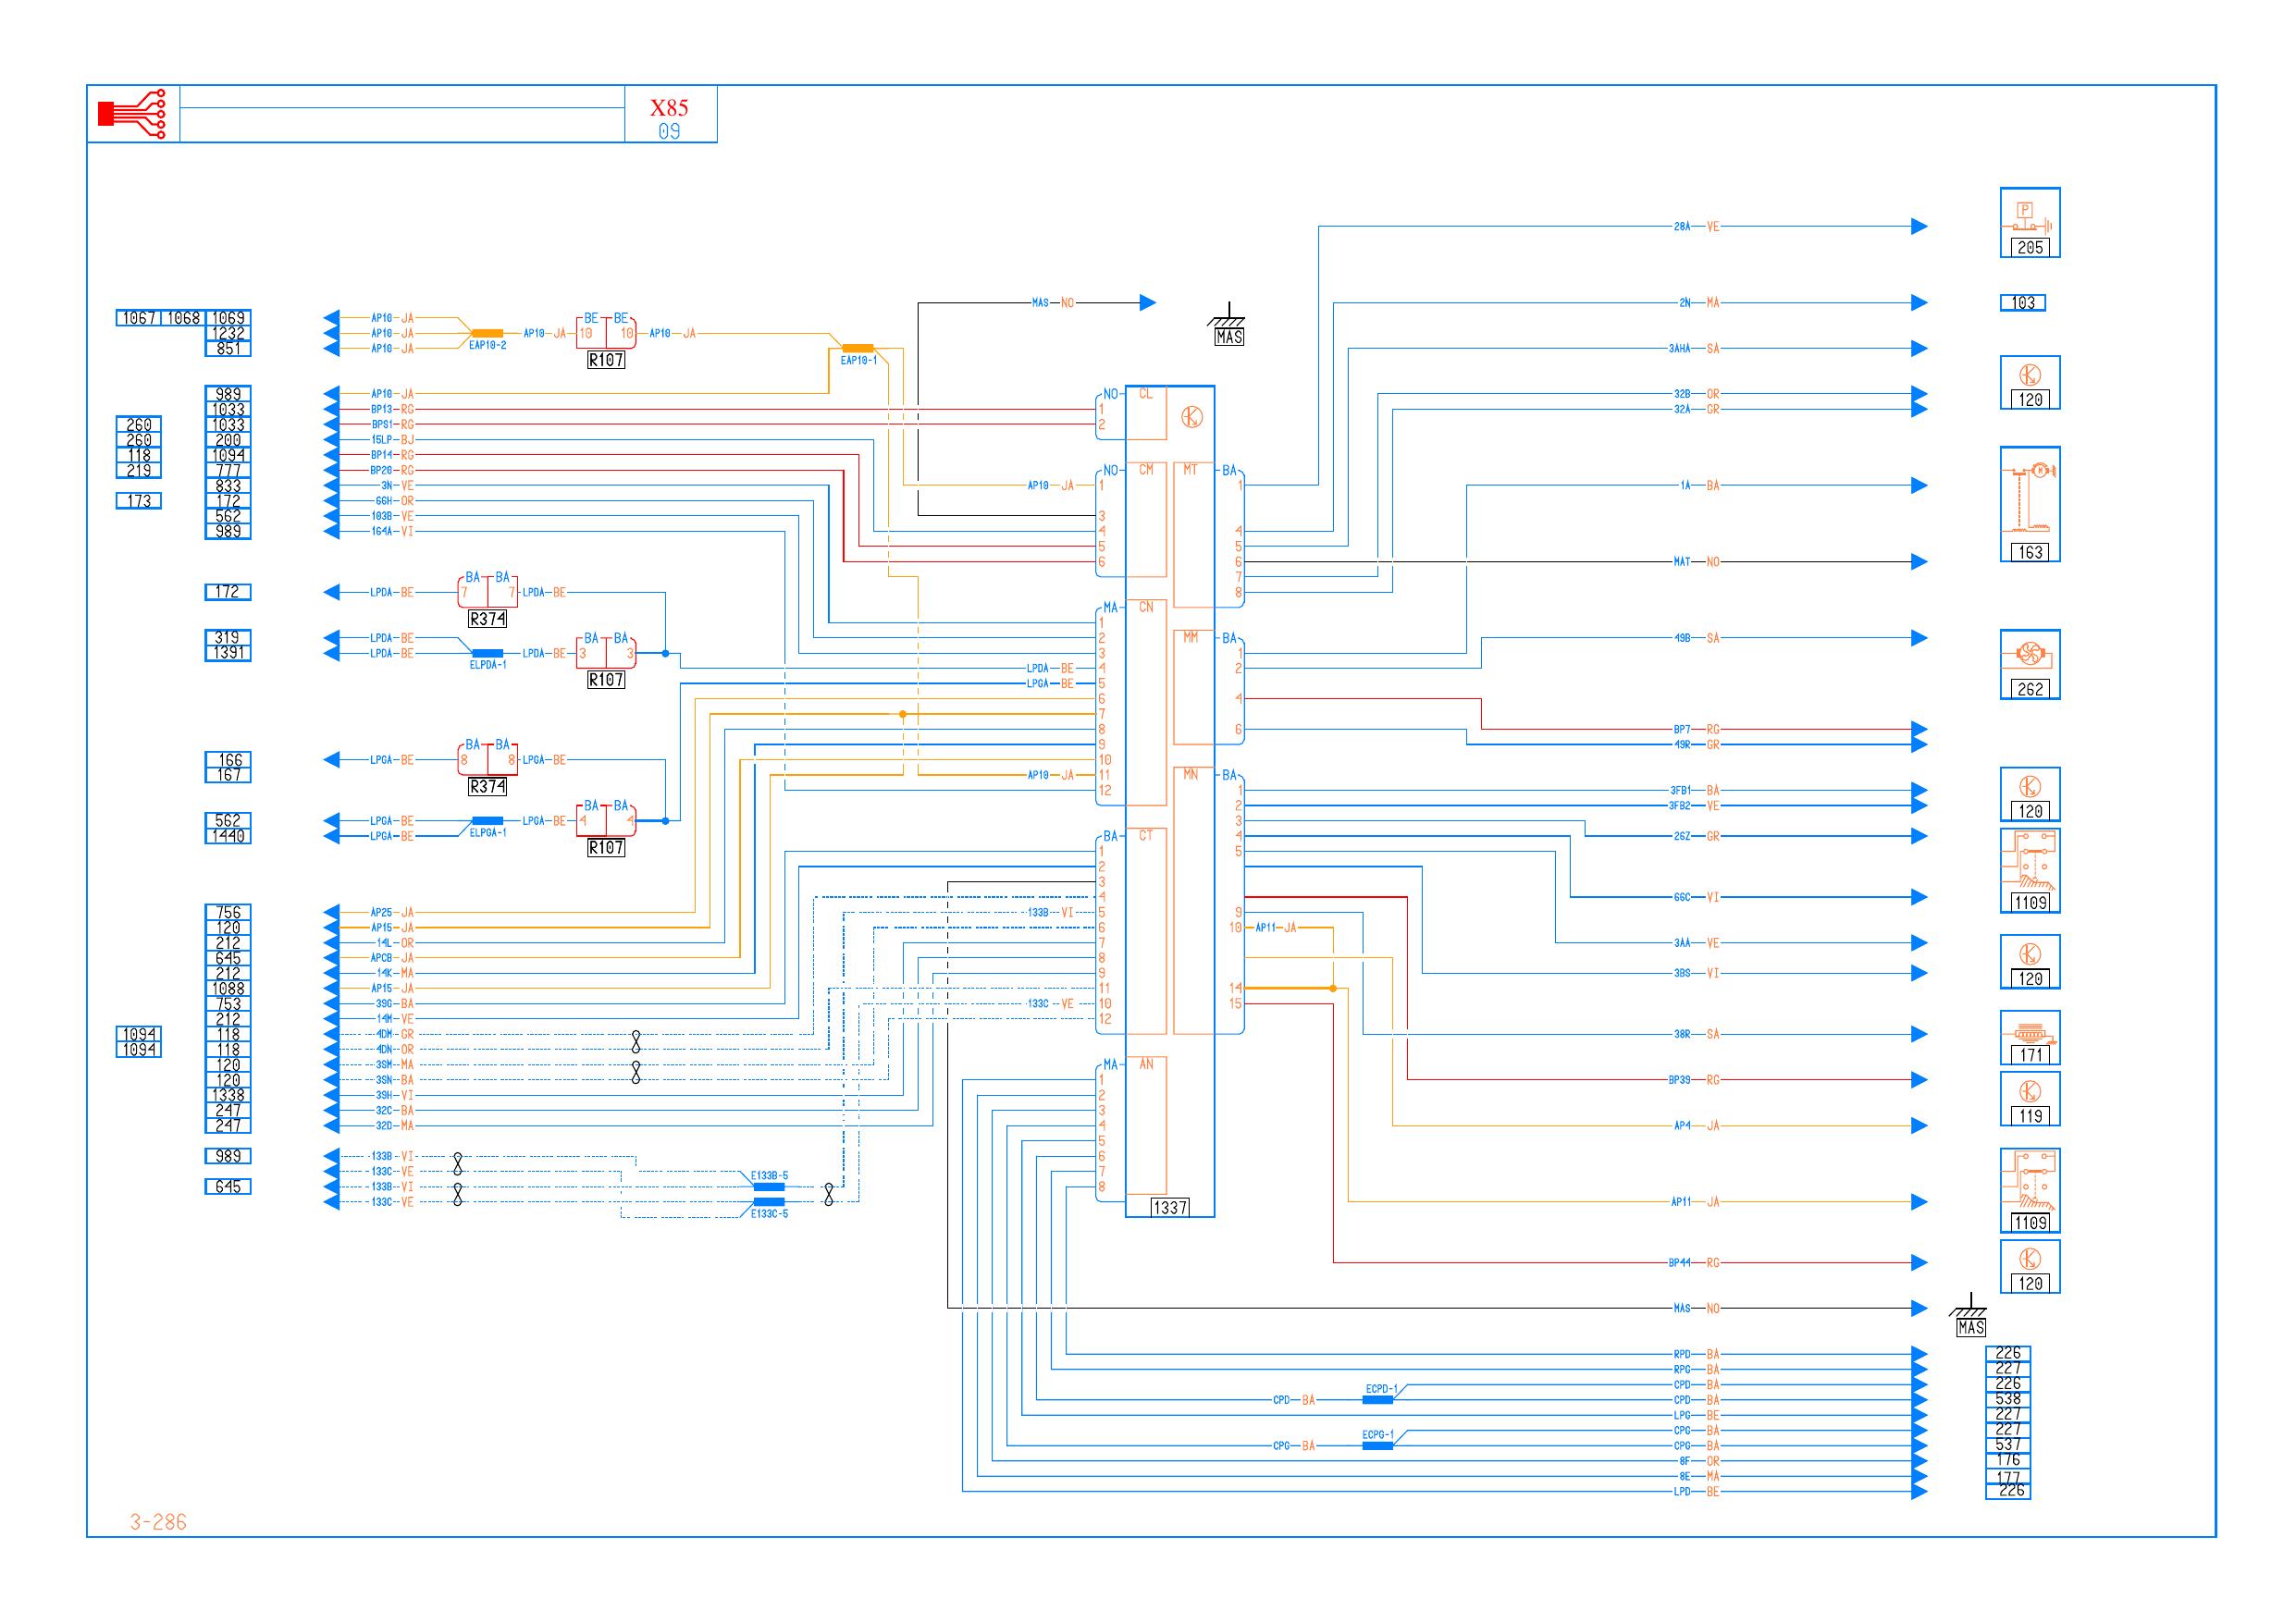 X85
09
28A VE
205
MAS NO
MAS
2N MA
103
1067 1068 1069
AP10 JA
BE BE
1232
AP10 JA
EAP10-2
AP10 JA
10 10
AP10 JA
851
AP10 JA
R107
EAP10-1
3AHA SA
120
989
AP10 JA
NO CL
32B OR
1033
BP13 RG
1
32A GR
260 1033
BPS1 RG
2
260 200
15LP BJ
118 1094
BP14 RG
219 777
BP28 RG
NO CM MT BA
833
3N VE
AP10 JA
1
1
1A BA
173 172
66H OR
562
103B VE
3
989
164A VI
4
4
5
5
163
6
6
MAT NO
7
8
172
LPDA BE
BA BA
7 7
LPDA BE
R374
MA CN
1
319
LPDA BE
BA BA
2
MM BA
49B SA
1391
LPDA BE
ELPDA-1
LPDA BE
3 3
R107
3
1
LPDA BE
4
2
LPGA BE
5
262
6
4
7
8
6
BP7 RG
9
49R GR
166
LPGA BE
BA BA
8 8
LPGA BE
R374
10
167
AP10 JA
11
MN BA
12
1
3FB1 BA
2
3FB2 VE
120
562
LPGA BE
ELPGA-1
LPGA BE
BA BA
4 4
R107
3
1440
LPGA BE
BA CT
4
26Z GR
1
5
2
3
4
66C VI
1109
756
AP25 JA
133B VI
5
9
120
AP15 JA
6
10
AP11 JA
212
14L OR
7
3AA VE
645
APCB JA
8
120
212
14K MA
9
3BS VI
1088
AP15 JA
11
14
753
39G BA
133C VE
10
15
212
14M VE
12
1094 118
4DM GR
38R SA
1094 118
4DN OR
171
120
3SM MA
MA AN
120
3SN BA
1
BP39 RG
1338
39H VI
2
247
32C BA
3
119
247
32D MA
4
AP4 JA
5
989
133B VI
6
133C VE
E133B-5
7
645
133B VI
8
133C VE
E133C-5
1337
AP11 JA
1109
BP44 RG
120
MAS NO
MAS
RPD BA
226
RPG BA
227
ECPD-1
CPD BA
226
CPD BA
CPD BA
538
LPG BE
227
ECPG-1
CPG BA
227
CPG BA
CPG BA
537
8F OR
176
8E MA
177
LPD BE
226
3-286